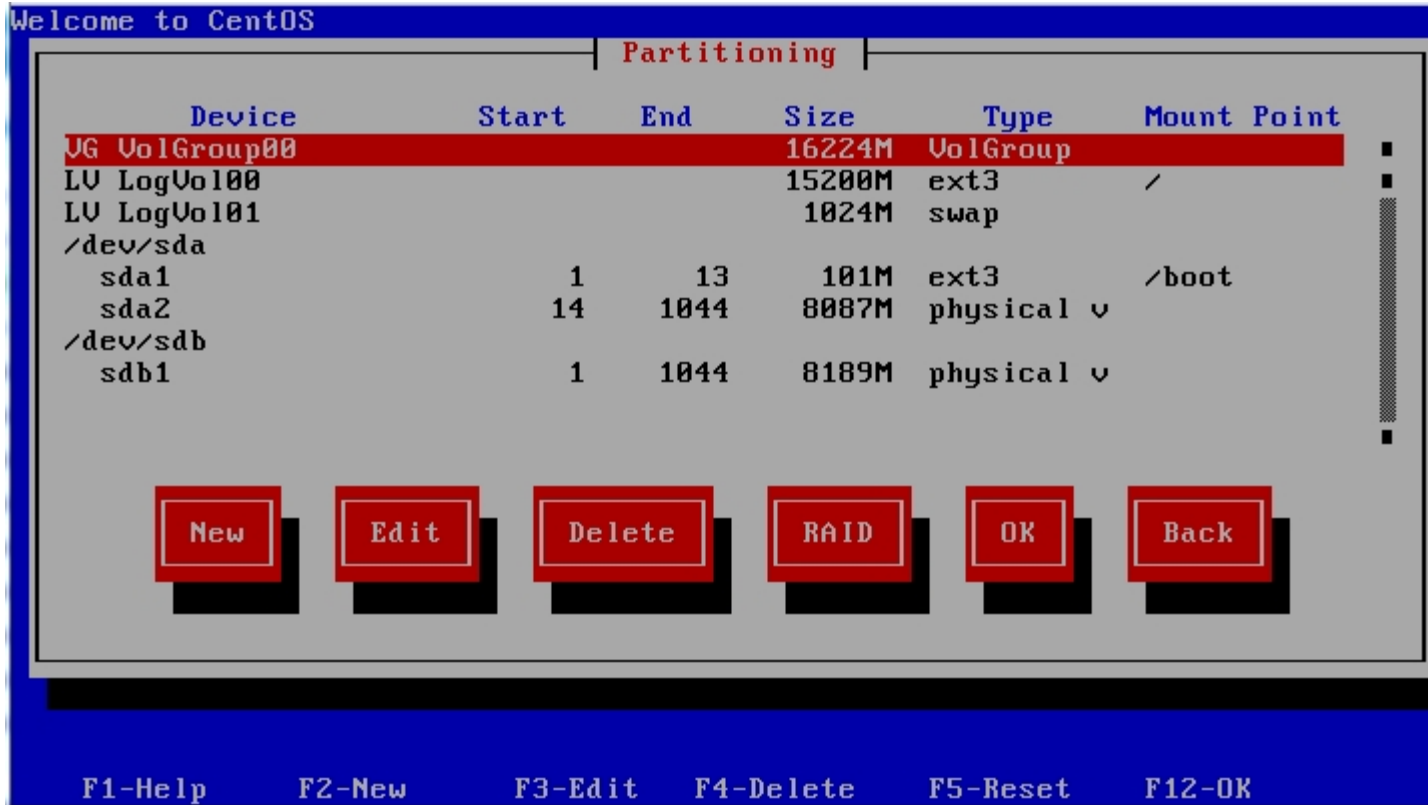 Welcome to CentOS
Partitioning
Device Start End Size Type Mount Point
VG VolGroup00 16224M VolGroup
LV LogVol00 15200M ext3 /
LV LogVol01 1024M swap
/dev/sda
sda1 1 13 101M ext3 /boot
sda2 14 1044 8087M physical v
/dev/sdb
sdb1 1 1044 8189M physical v
New Edit Delete RAID OK Back
F1-Help F2-New F3-Edit F4-Delete F5-Reset F12-OK